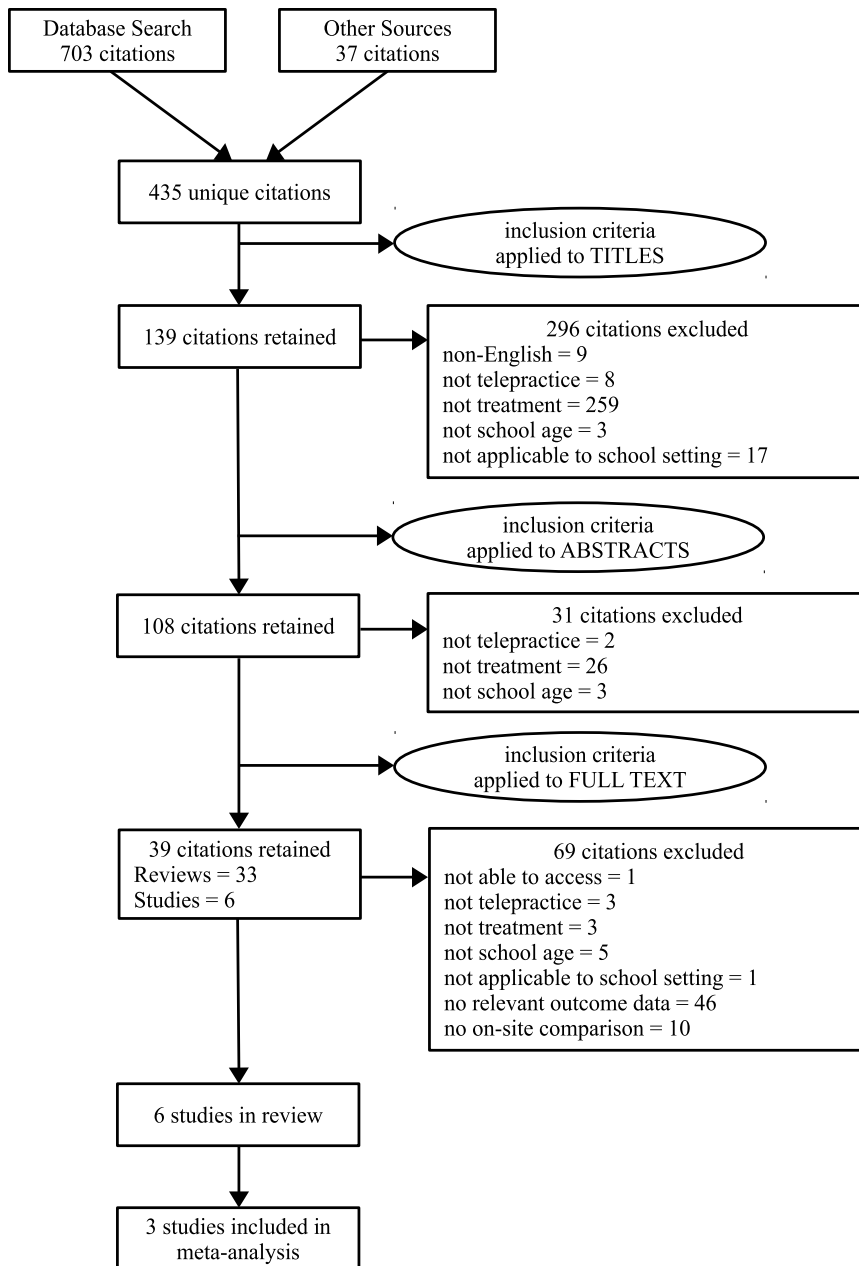 Database Search
703 citations
Other Sources
37 citations
435 unique citations
inclusion criteria
applied to TITLES
139 citations retained
296 citations excluded
non-English = 9
not telepractice = 8
not treatment = 259
not school age = 3
not applicable to school setting = 17
inclusion criteria
applied to ABSTRACTS
108 citations retained
31 citations excluded
not telepractice = 2
not treatment = 26
not school age = 3
inclusion criteria
applied to FULL TEXT
39 citations retained
Reviews = 33
Studies = 6
69 citations excluded
not able to access = 1
not telepractice = 3
not treatment = 3
not school age = 5
not applicable to school setting = 1
no relevant outcome data = 46
no on-site comparison = 10
6 studies in review
3 studies included in
meta-analysis